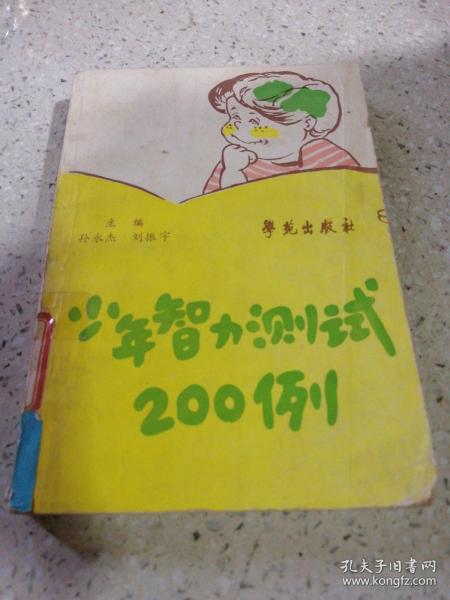 主 编
孙永杰 刘振宇
学苑出版社
少年智力测试
200例
孔夫子旧书网
www.kongfz.com